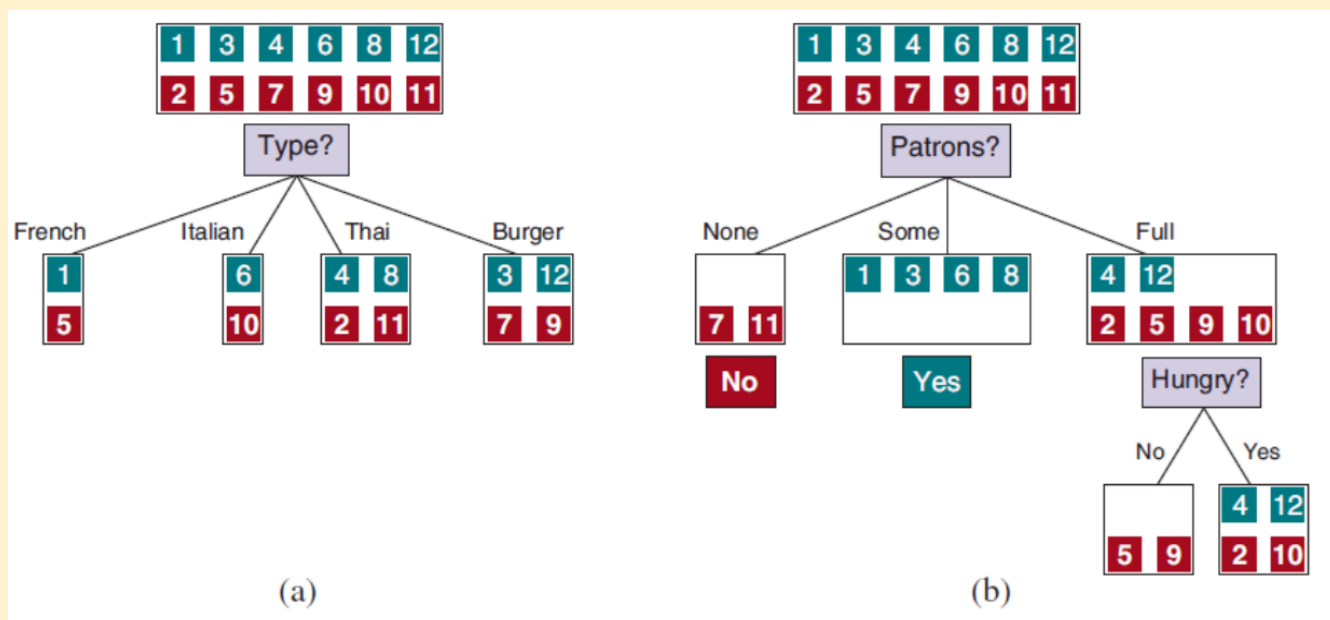 1 3 4 6 8 12
2 5 7 9 10 11
Type?
French Italian Thai Burger
1 6 4 8 3 12
5 10 2 11 7 9
(a)
1 3 4 6 8 12
2 5 7 9 10 11
Patrons?
None Some Full
1 3 6 8 4 12
7 11 2 5 9 10
No Yes Hungry?
No Yes
4 12
5 9 2 10
(b)